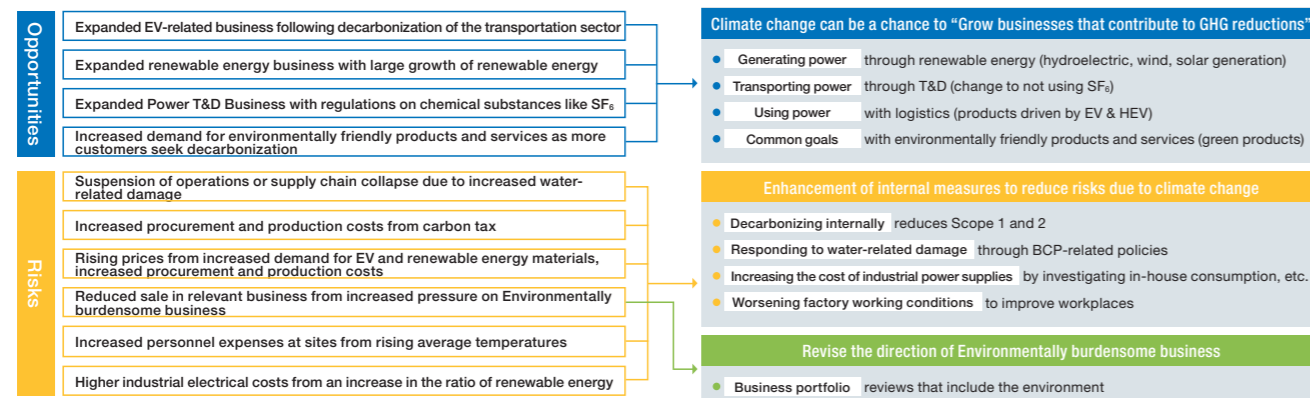 Opportunities
Expanded EV-related business following decarbonization of the transportation sector
Expanded renewable energy business with large growth of renewable energy
Expanded Power T&D Business with regulations on chemical substances like SF₆
Increased demand for environmentally friendly products and services as more
customers seek decarbonization
Climate change can be a chance to “Grow businesses that contribute to GHG reductions”
● Generating power through renewable energy (hydroelectric, wind, solar generation)
● Transporting power through T&D (change to not using SF₆)
● Using power with logistics (products driven by EV & HEV)
● Common goals with environmentally friendly products and services (green products)
Risks
Suspension of operations or supply chain collapse due to increased water-
related damage
Increased procurement and production costs from carbon tax
Rising prices from increased demand for EV and renewable energy materials,
increased procurement and production costs
Reduced sale in relevant business from increased pressure on Environmentally
burdensome business
Increased personnel expenses at sites from rising average temperatures
Higher industrial electrical costs from an increase in the ratio of renewable energy
Enhancement of internal measures to reduce risks due to climate change
● Decarbonizing internally reduces Scope 1 and 2
● Responding to water-related damage through BCP-related policies
● Increasing the cost of industrial power supplies by investigating in-house consumption, etc.
● Worsening factory working conditions to improve workplaces
Revise the direction of Environmentally burdensome business
● Business portfolio reviews that include the environment